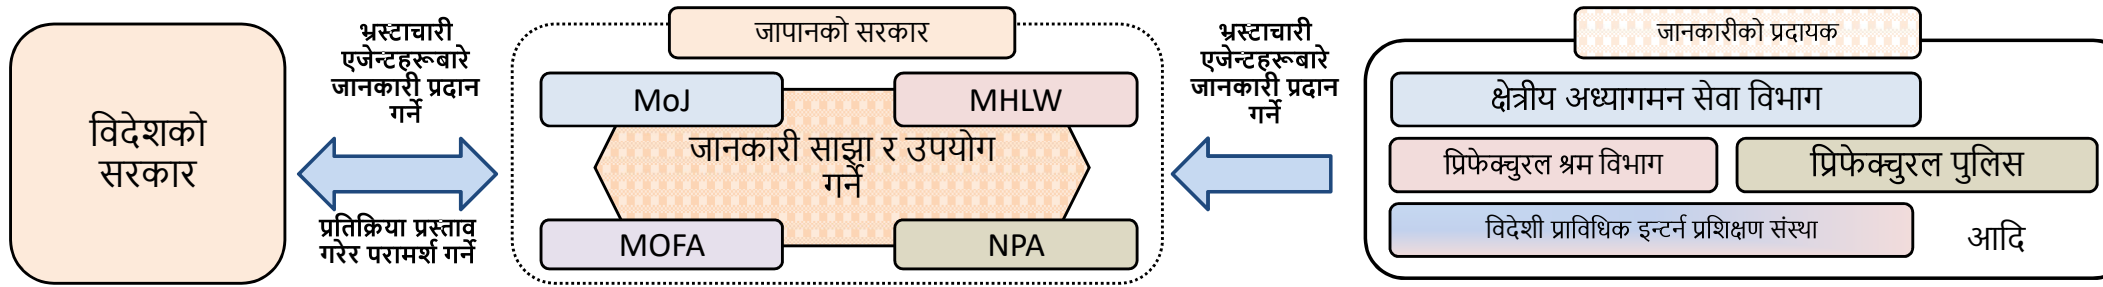 विदेशको
सरकार
भ्रस्टाचारी
एजेन्टहरूबारे
जानकारी प्रदान
गर्ने
प्रतिक्रिया प्रस्ताव
गरेर परामर्श गर्ने
जापानको सरकार
MoJ
MHLW
जानकारी साझा र उपयोग
गर्ने
MOFA
NPA
भ्रस्टाचारी
एजेन्टहरूबारे
जानकारी प्रदान
गर्ने
जानकारीको प्रदायक
क्षेत्रीय अध्यागमन सेवा विभाग
प्रिफेक्चुरल श्रम विभाग
प्रिफेक्चुरल पुलिस
विदेशी प्राविधिक इन्टर्न प्रशिक्षण संस्था
आदि